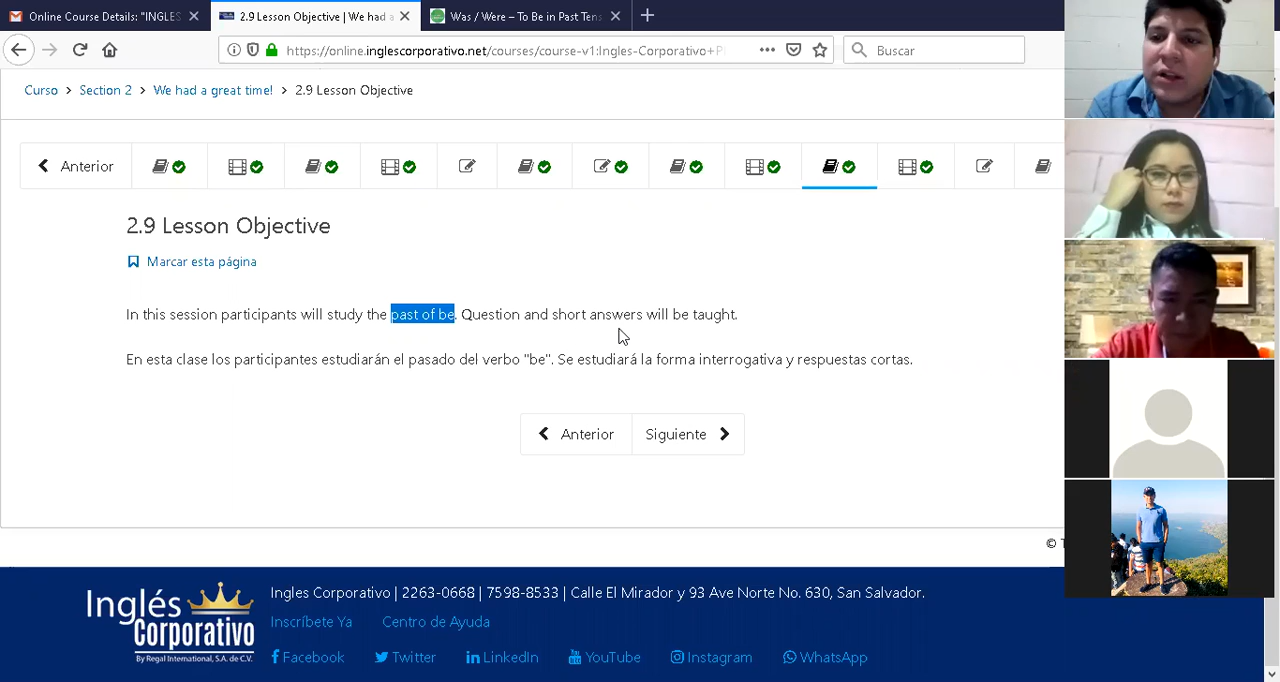 Online Course Details: "INGLES
2.9 Lesson Objective | We had a
Was / Were – To Be in Past Tens
https://online.inglescorporativo.net/courses/course-v1:Ingles-Corporativo+P
Buscar
Curso > Section 2 > We had a great time! > 2.9 Lesson Objective
Anterior
2.9 Lesson Objective
Marcar esta página
In this session participants will study the past of be. Question and short answers will be taught.
En esta clase los participantes estudiarán el pasado del verbo "be". Se estudiará la forma interrogativa y respuestas cortas.
Anterior Siguiente
©
Inglés Corporativo
By Regal International, S.A. de C.V.
Ingles Corporativo | 2263-0668 | 7598-8533 | Calle El Mirador y 93 Ave Norte No. 630, San Salvador.
Inscríbete Ya Centro de Ayuda
Facebook Twitter LinkedIn YouTube Instagram WhatsApp